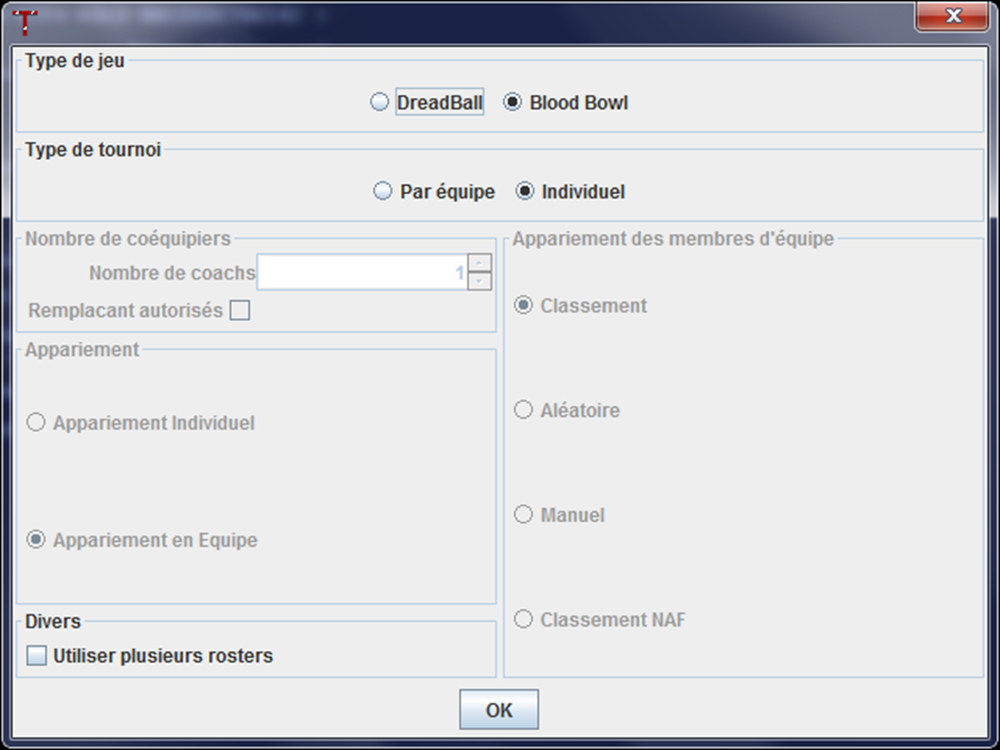 T
Type de jeu
DreadBall Blood Bowl
Type de tournoi
Par équipe Individuel
Nombre de coéquipiers
Nombre de coachs 1
Remplacant autorisés
Appariement
Appariement Individuel
Appariement en Equipe
Divers
Utiliser plusieurs rosters
Appariement des membres d'équipe
Classement
Aléatoire
Manuel
Classement NAF
OK